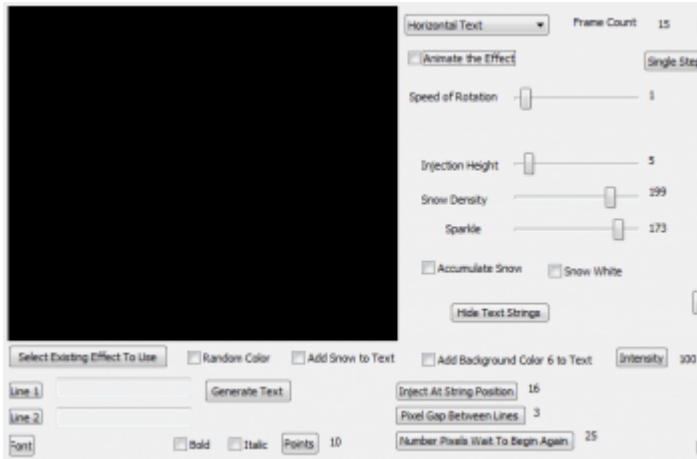 Horizontal Text
Frame Count 15
Animate the Effect
Single Step
Speed of Rotation 1
Injection Height 5
Snow Density 199
Sparkle 173
Accumulate Snow
Snow White
Hide Text Strings
Select Existing Effect To Use
Random Color
Add Snow to Text
Add Background Color 6 to Text
Intensity 100
Line 1
Generate Text
Inject At String Position 16
Line 2
Pixel Gap Between Lines 3
Font
Bold
Italic
Points 10
Number Pixels Wait To Begin Again 25